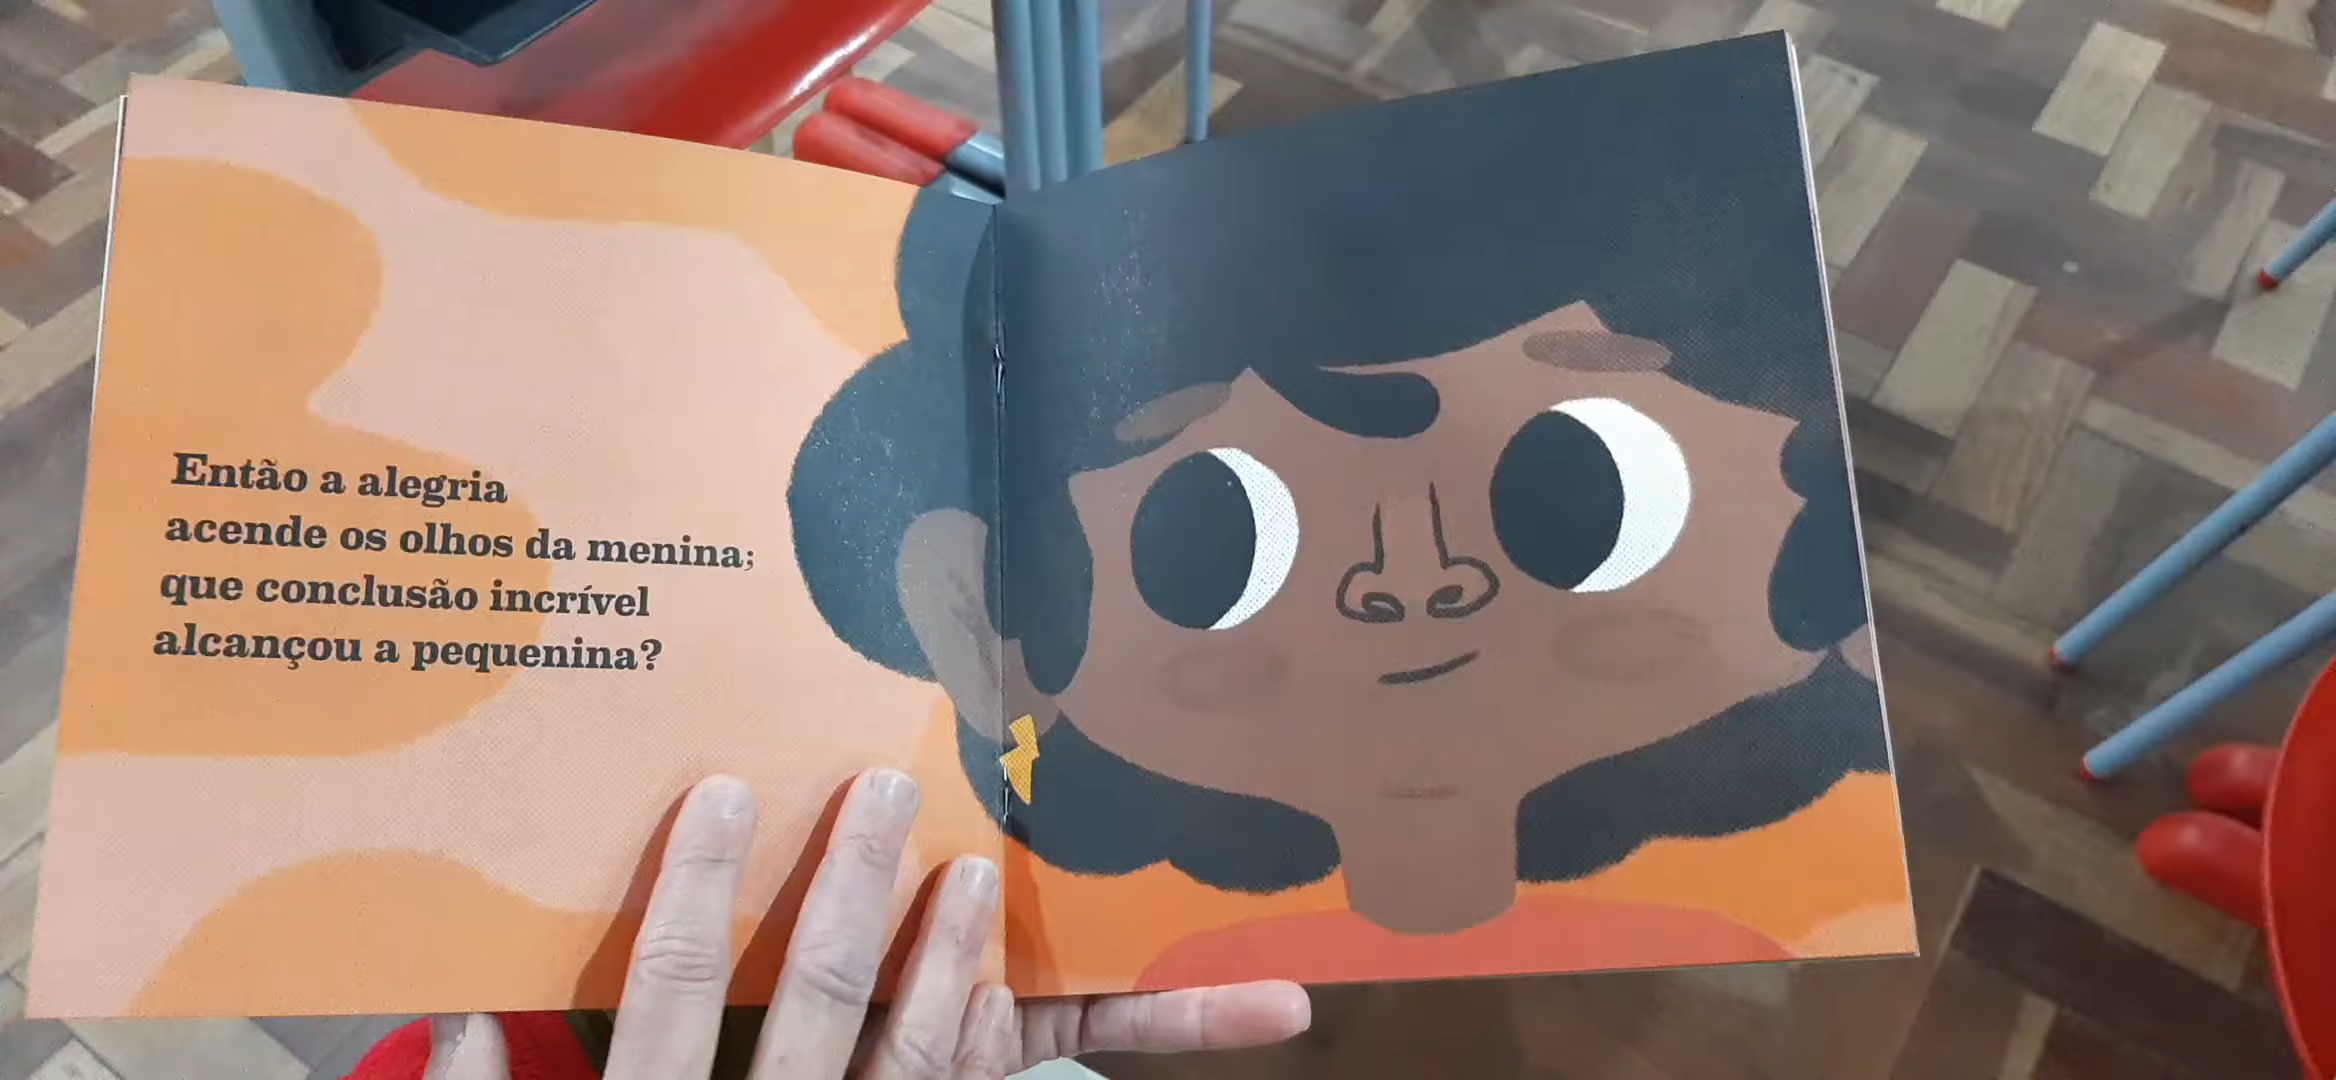 Então a alegria
acende os olhos da menina;
que conclusão incrível
alcançou a pequenina?